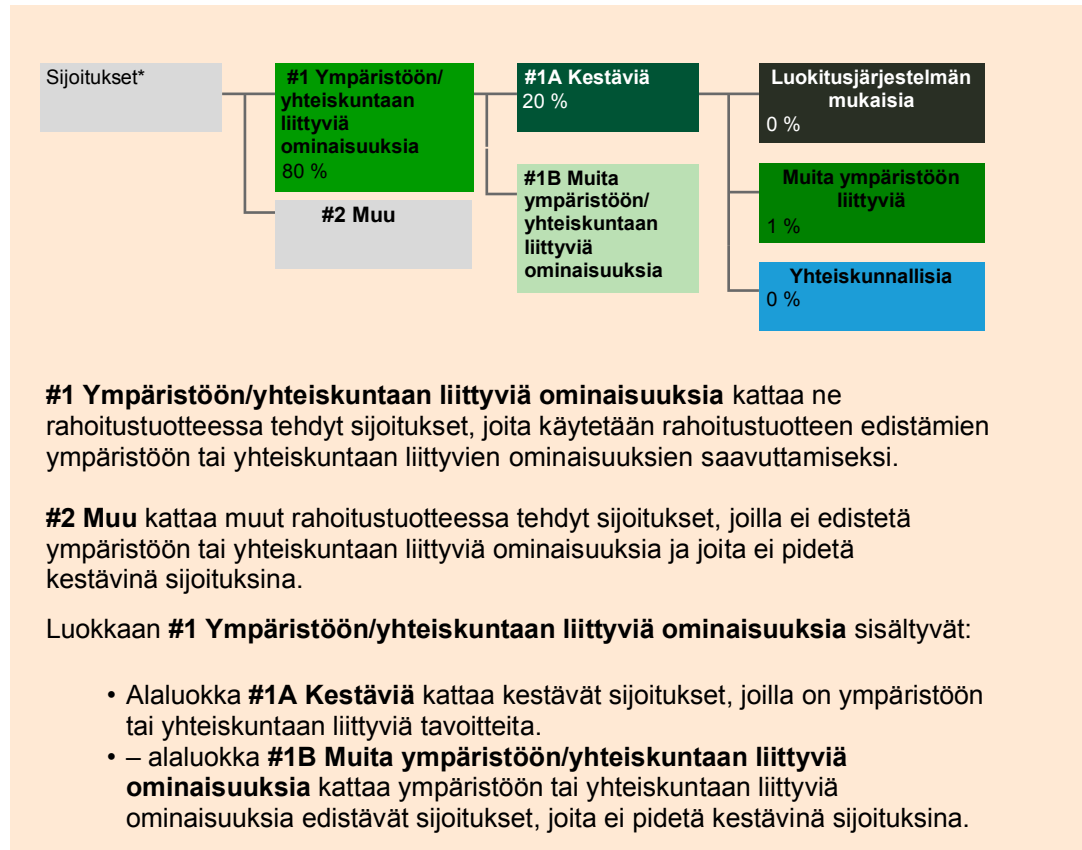 Sijoitukset*
#1 Ympäristöön/
yhteiskuntaan
liittyviä
ominaisuuksia
80 %
#2 Muu
#1A Kestäviä
20 %
#1B Muita
ympäristöön/
yhteiskuntaan
liittyviä
ominaisuuksia
Luokitusjärjestelmän
mukaisia
0 %
Muita ympäristöön
liittyviä
1 %
Yhteiskunnallisia
0 %
#1 Ympäristöön/yhteiskuntaan liittyviä ominaisuuksia kattaa ne
rahoitustuotteessa tehdyt sijoitukset, joita käytetään rahoitustuotteen edistämien
ympäristöön tai yhteiskuntaan liittyvien ominaisuuksien saavuttamiseksi.
#2 Muu kattaa muut rahoitustuotteessa tehdyt sijoitukset, joilla ei edistetä
ympäristöön tai yhteiskuntaan liittyviä ominaisuuksia ja joita ei pidetä
kestävinä sijoituksina.
Luokkaan #1 Ympäristöön/yhteiskuntaan liittyviä ominaisuuksia sisältyvät:
• Alaluokka #1A Kestäviä kattaa kestävät sijoitukset, joilla on ympäristöön
tai yhteiskuntaan liittyviä tavoitteita.
• – alaluokka #1B Muita ympäristöön/yhteiskuntaan liittyviä
ominaisuuksia kattaa ympäristöön tai yhteiskuntaan liittyviä
ominaisuuksia edistävät sijoitukset, joita ei pidetä kestävinä sijoituksina.